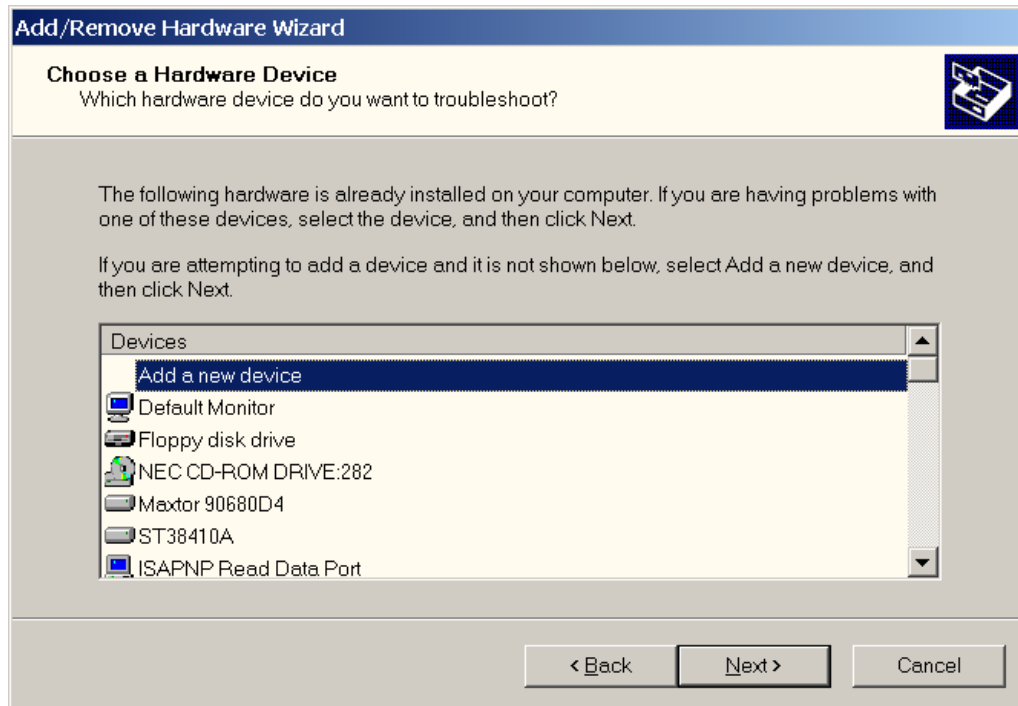 Add/Remove Hardware Wizard
Choose a Hardware Device
Which hardware device do you want to troubleshoot?
The following hardware is already installed on your computer. If you are having problems with
one of these devices, select the device, and then click Next.
If you are attempting to add a device and it is not shown below, select Add a new device, and
then click Next.
Devices
Add a new device
Default Monitor
Floppy disk drive
NEC CD-ROM DRIVE:282
Maxtor 90680D4
ST38410A
ISAPNP Read Data Port
< Back Next > Cancel